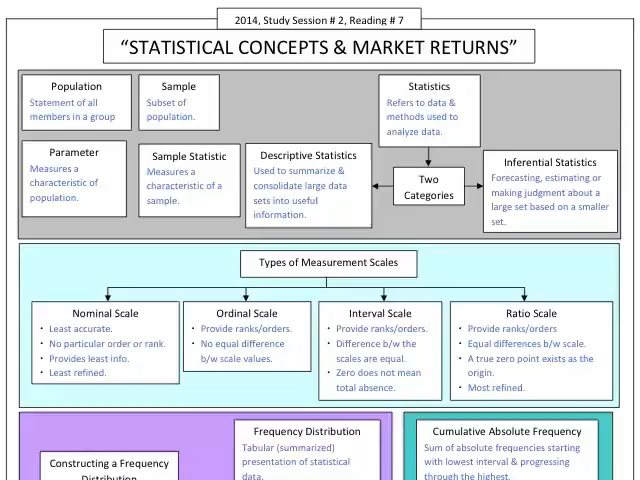 2014, Study Session # 2, Reading # 7
“STATISTICAL CONCEPTS & MARKET RETURNS”
Population
Statement of all
members in a group
Sample
Subset of
population.
Statistics
Refers to data &
methods used to
analyze data.
Parameter
Measures a
characteristic of
population.
Sample Statistic
Measures a
characteristic of a
sample.
Descriptive Statistics
Used to summarize &
consolidate large data
sets into useful
information.
Two
Categories
Inferential Statistics
Forecasting, estimating or
making judgment about a
large set based on a smaller
set.
Types of Measurement Scales
Nominal Scale
• Least accurate.
• No particular order or rank.
• Provides least info.
• Least refined.
Ordinal Scale
• Provide ranks/orders.
• No equal difference
b/w scale values.
Interval Scale
• Provide ranks/orders.
• Difference b/w the
scales are equal.
• Zero does not mean
total absence.
Ratio Scale
• Provide ranks/orders
• Equal differences b/w scale.
• A true zero point exists as the
origin.
• Most refined.
Constructing a Frequency
Distribution
Frequency Distribution
Tabular (summarized)
presentation of statistical
data.
Cumulative Absolute Frequency
Sum of absolute frequencies starting
with lowest interval & progressing
through the highest.